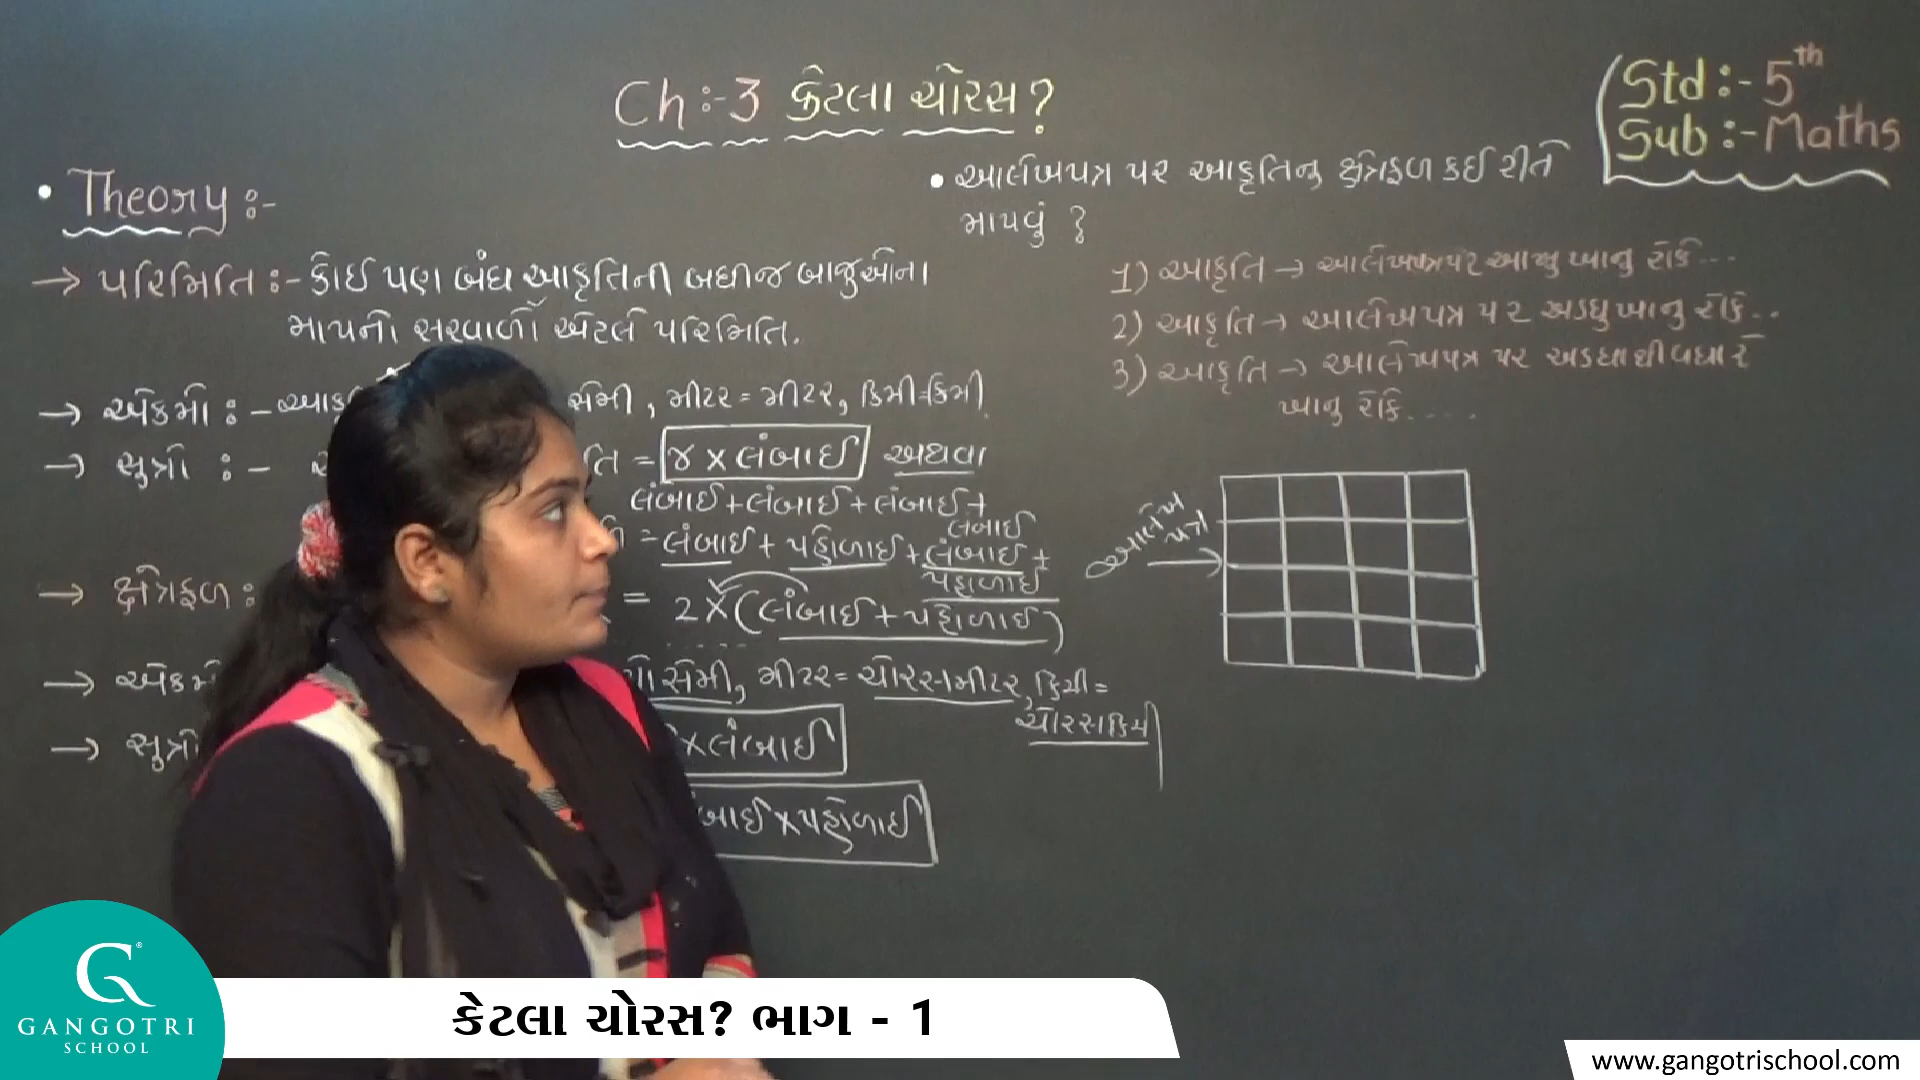 Ch :- 3 કેટલા ચોરસ?
Std :- 5th
Sub :- Maths
• Theory :-
→ પરિમિતિ :- કોઈ પણ બંધ આકૃતિની બધીજ બાજુઓના
માપનો સરવાળો એટલે પરિમિતિ.
→ એકમો :- સેમી, મીટર = મીટર, કિમી=કિમી
→ સુત્રો :- = ૪ × લંબાઈ અથવા
લંબાઈ + લંબાઈ + લંબાઈ +
લંબાઈ
= લંબાઈ + પહોળાઈ + લંબાઈ +
પહોળાઈ
→ ક્ષેત્રફળ :
= 2 × (લંબાઈ + પહોળાઈ)
→ એકમો સેમી, મીટર = ચોરસમીટર, કિમી =
ચોરસકિમી
→ સુત્રો × લંબાઈ
× પહોળાઈ
• આલેખપત્ર પર આકૃતિનુ ક્ષેત્રફળ કઈ રીતે
માપવું ?
1) આકૃતિ → આલેખપત્ર પર આખુ ખાનુ રોકે...
2) આકૃતિ → આલેખપત્ર પર અડધુ ખાનુ રોકે..
3) આકૃતિ → આલેખપત્ર પર અડધાથી વધારે
ખાનુ રોકે.....
આલેખ
પત્રો
G®
GANGOTRI
SCHOOL
કેટલા ચોરસ? ભાગ - 1
www.gangotrischool.com